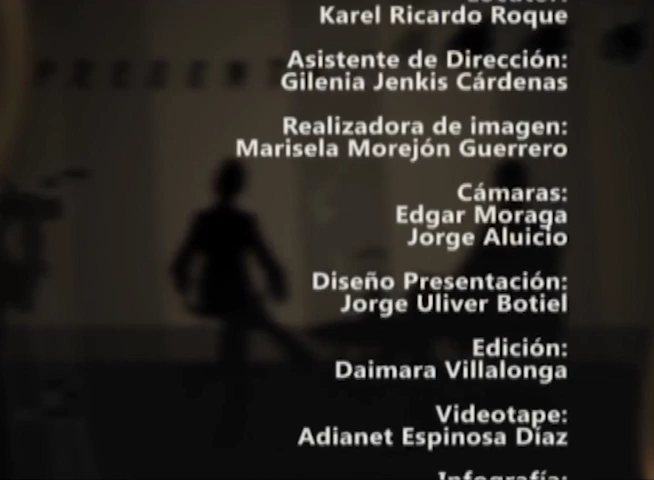 Karel Ricardo Roque
Asistente de Dirección:
Gilenia Jenkis Cárdenas
Realizadora de imagen:
Marisela Morejón Guerrero
Cámaras:
Edgar Moraga
Jorge Aluicio
Diseño Presentación:
Jorge Uliver Botiel
Edición:
Daimara Villalonga
Videotape:
Adianet Espinosa Díaz
Infografía: